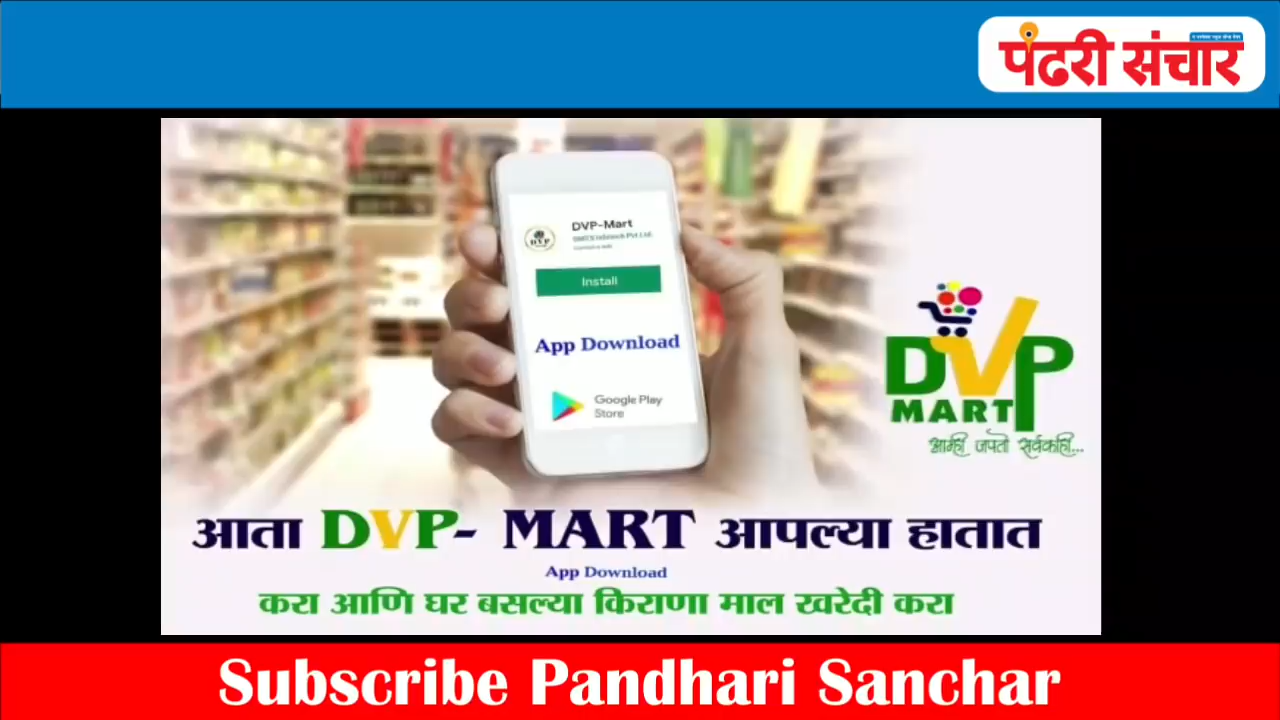 पंढरी संचार
DVP-Mart
DVP
Install
App Download
Google Play
Store
DVP
MART
आम्ही जपतो सर्वकाही...
आता DVP- MART आपल्या हातात
App Download
करा आणि घर बसल्या किराणा माल खरेदी करा
Subscribe Pandhari Sanchar